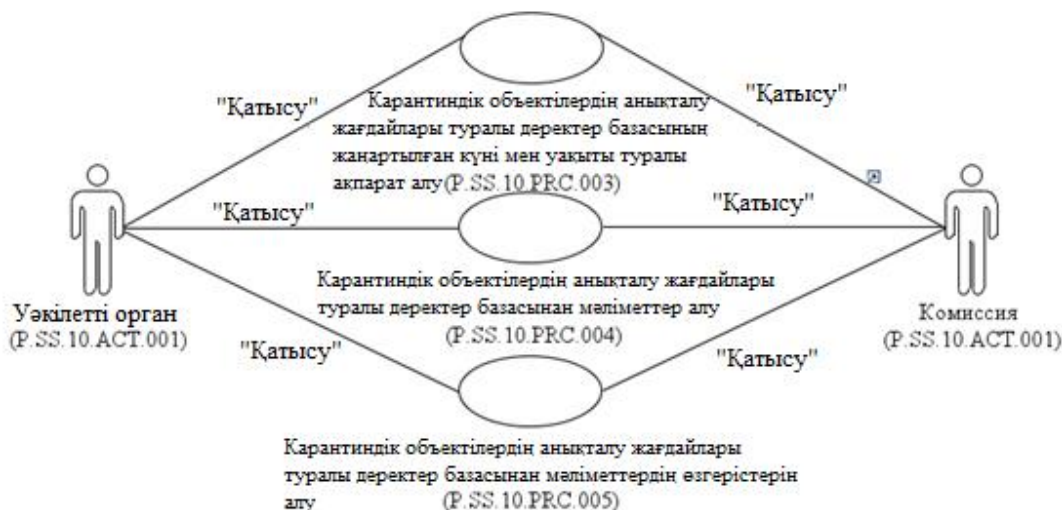 "Қатысу"
"Қатысу"
Карантиндік объектілердің анықталу
жағдайлары туралы деректер базасының
жаңартылған күні мен уақыты туралы
ақпарат алу(P.SS.10.PRC.003)
"Қатысу"
"Қатысу"
Карантиндік объектілердің анықталу жағдайлары
туралы деректер базасынан мәліметтер алу
(P.SS.10.PRC.004)
Уәкілетті орган
(P.SS.10.ACT.001)
Комиссия
(P.SS.10.ACT.001)
"Қатысу"
"Қатысу"
Карантиндік объектілердің анықталу жағдайлары
туралы деректер базасынан мәліметтердің өзгерістерін
алу (P.SS.10.PRC.005)